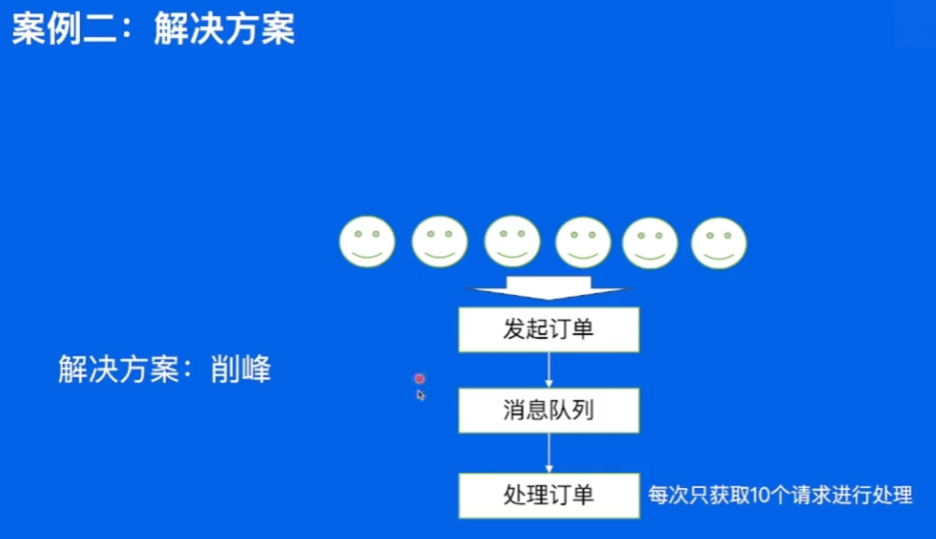 案例二：解决方案
发起订单
解决方案：削峰
消息队列
处理订单
每次只获取10个请求进行处理